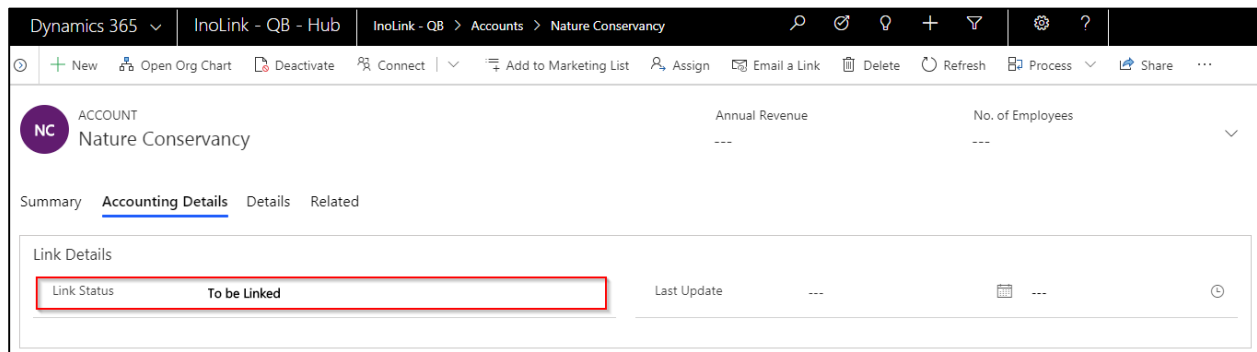 Dynamics 365 InoLink - QB - Hub InoLink - QB > Accounts > Nature Conservancy ?
New Open Org Chart Deactivate Connect Add to Marketing List Assign Email a Link Delete Refresh Process Share ...
NC
ACCOUNT
Nature Conservancy
Annual Revenue
---
No. of Employees
---
Summary Accounting Details Details Related
Link Details
Link Status To be Linked Last Update --- ---